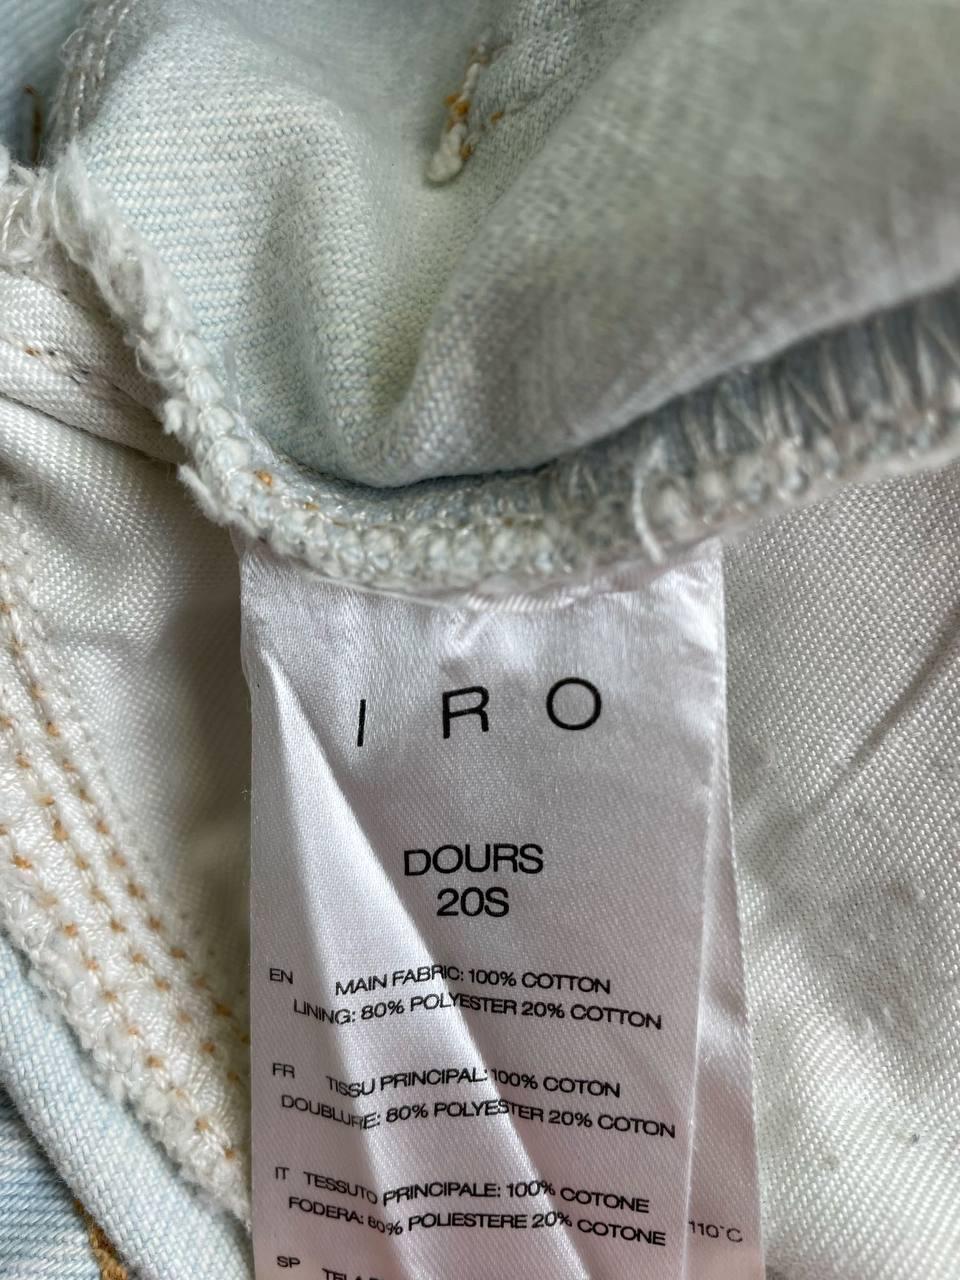 I R O
DOURS
20S
EN MAIN FABRIC: 100% COTTON
LINING: 80% POLYESTER 20% COTTON
FR TISSU PRINCIPAL: 100% COTON
DOUBLURE: 80% POLYESTER 20% COTON
IT TESSUTO PRINCIPALE: 100% COTONE
FODERA: 80% POLIESTERE 20% COTONE
110°C
SP